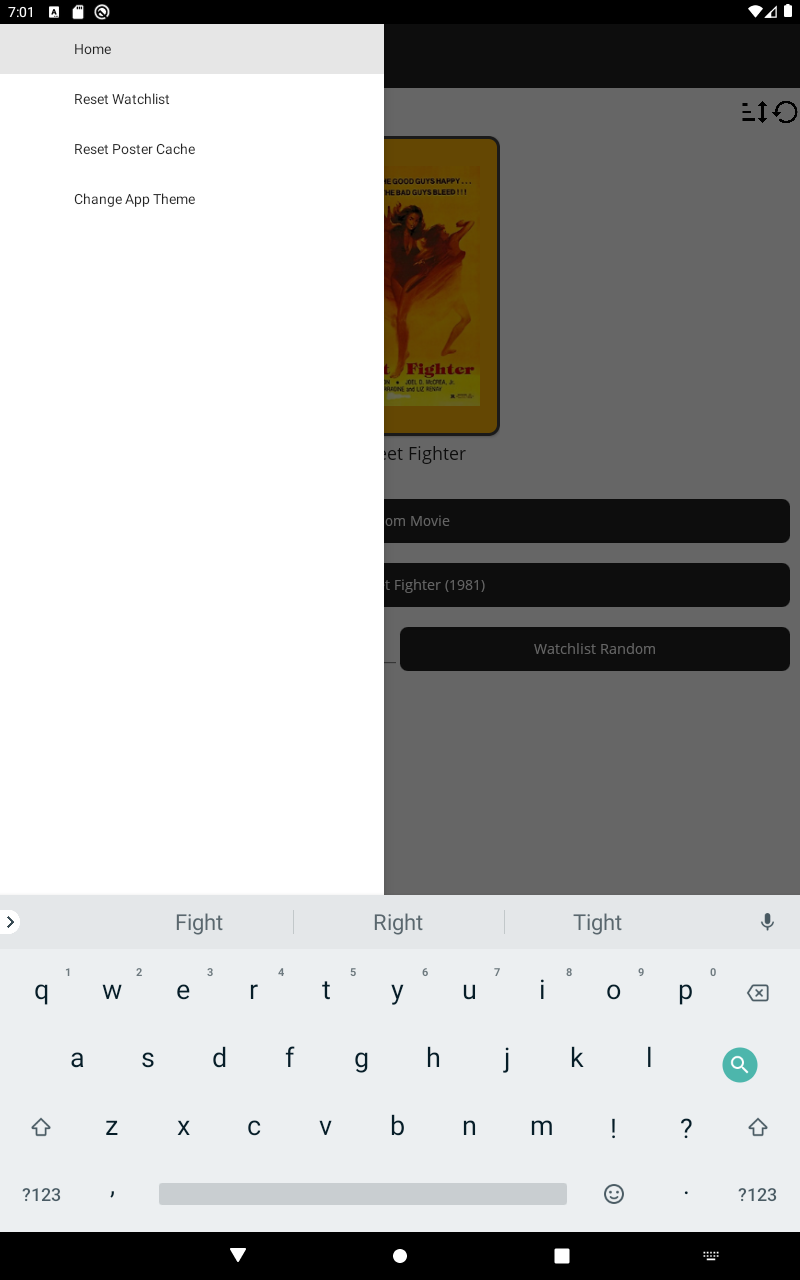 7:01
Home
Reset Watchlist
Reset Poster Cache
Change App Theme
HE GOOD GUYS HAPPY...
THE BAD GUYS BLEED!!!
t Fighter
JOEL D. McCREA, Jr.
and LIZ RENAY
eet Fighter
om Movie
t Fighter (1981)
Watchlist Random
Fight Right Tight
q 1 w 2 e 3 r 4 t 5 y 6 u 7 i 8 o 9 p 0
a s d f g h j k l
z x c v b n m ! ?
?123 , . ?123